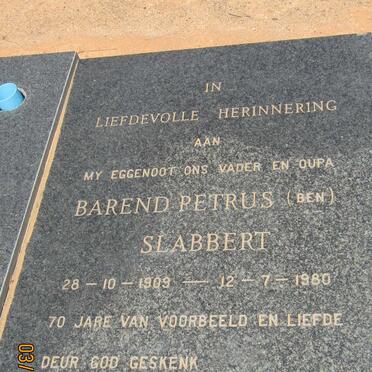 IN
LIEFDEVOLLE HERINNERING
AAN
MY EGGENOOT ONS VADER EN OUPA
BAREND PETRUS (BEN)
SLABBERT
28 – 10 – 1909 — 12 – 7 – 1980
70 JARE VAN VOORBEELD EN LIEFDE
DEUR GOD GESKENK
03/